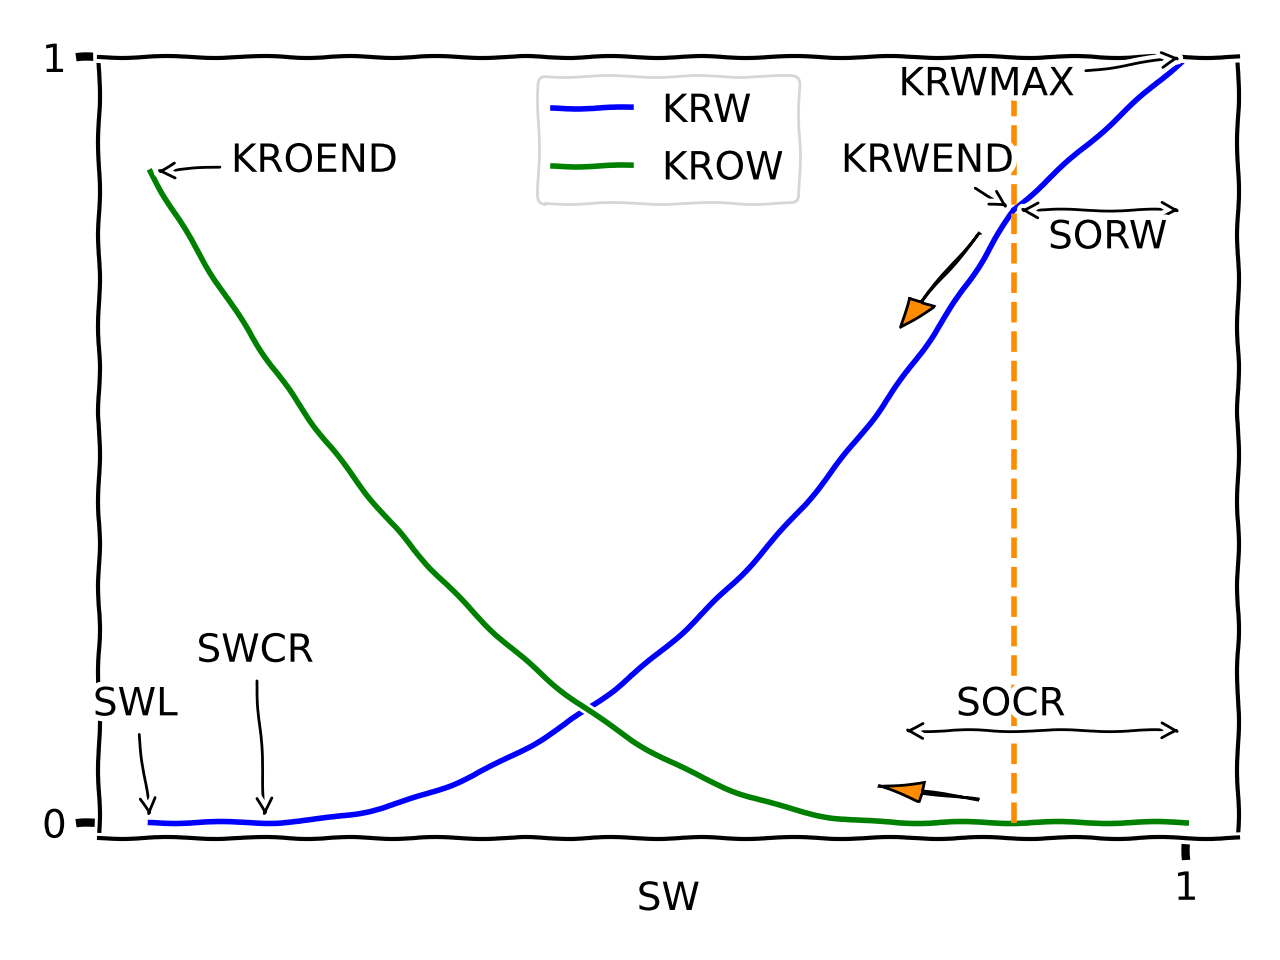 1
KRWMAX
KRW
KROW
KROEND
KRWEND
SORW
SWCR
SWL
SOCR
0
1
SW